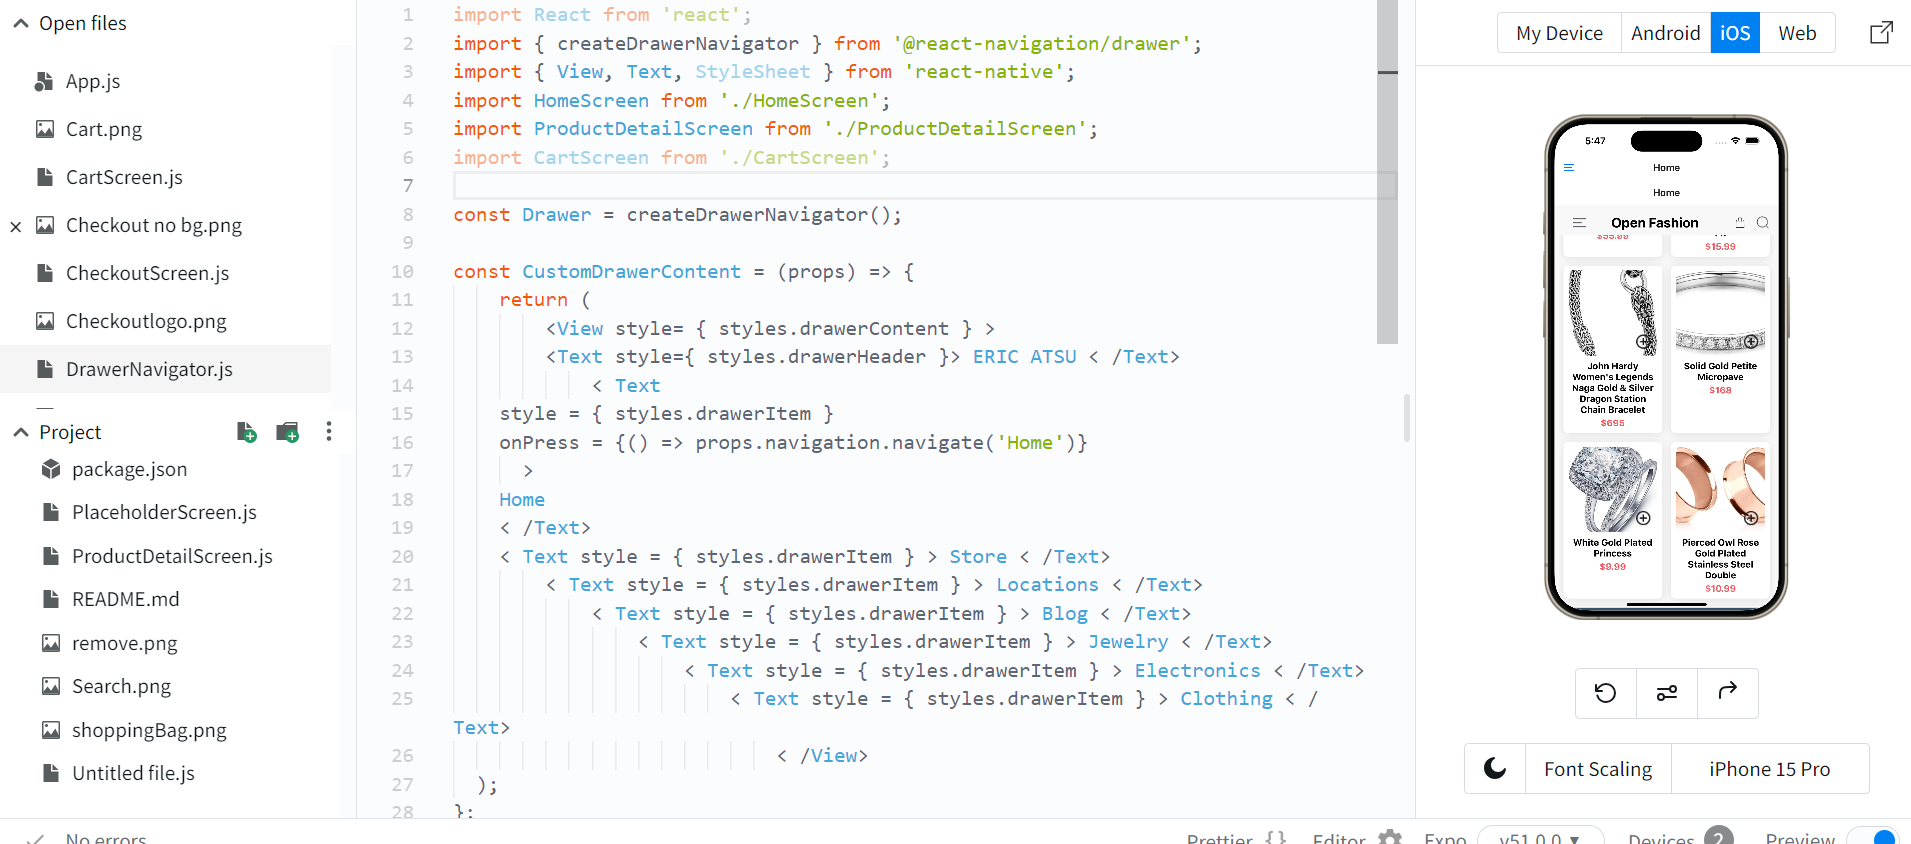 Open files
App.js
Cart.png
CartScreen.js
Checkout no bg.png
CheckoutScreen.js
Checkoutlogo.png
DrawerNavigator.js
Project
package.json
PlaceholderScreen.js
ProductDetailScreen.js
README.md
remove.png
Search.png
shoppingBag.png
Untitled file.js
No errors
1 import React from 'react';
2 import { createDrawerNavigator } from '@react-navigation/drawer';
3 import { View, Text, StyleSheet } from 'react-native';
4 import HomeScreen from './HomeScreen';
5 import ProductDetailScreen from './ProductDetailScreen';
6 import CartScreen from './CartScreen';
7
8 const Drawer = createDrawerNavigator();
9
10 const CustomDrawerContent = (props) => {
11 return (
12 <View style= { styles.drawerContent } >
13 <Text style={ styles.drawerHeader }> ERIC ATSU < /Text>
14 < Text
15 style = { styles.drawerItem }
16 onPress = {() => props.navigation.navigate('Home')}
17 >
18 Home
19 < /Text>
20 < Text style = { styles.drawerItem } > Store < /Text>
21 < Text style = { styles.drawerItem } > Locations < /Text>
22 < Text style = { styles.drawerItem } > Blog < /Text>
23 < Text style = { styles.drawerItem } > Jewelry < /Text>
24 < Text style = { styles.drawerItem } > Electronics < /Text>
25 < Text style = { styles.drawerItem } > Clothing < /
Text>
26 < /View>
27 );
28 };
My Device Android iOS Web
5:47
Home
Home
Open Fashion
$55.99
$15.99
John Hardy
Women's Legends
Naga Gold & Silver
Dragon Station
Chain Bracelet
$695
Solid Gold Petite
Micropave
$168
White Gold Plated
Princess
$9.99
Pierced Owl Rose
Gold Plated
Stainless Steel
Double
$10.99
Font Scaling iPhone 15 Pro
Prettier {} Editor Expo v51.0.0 Devices 2 Preview